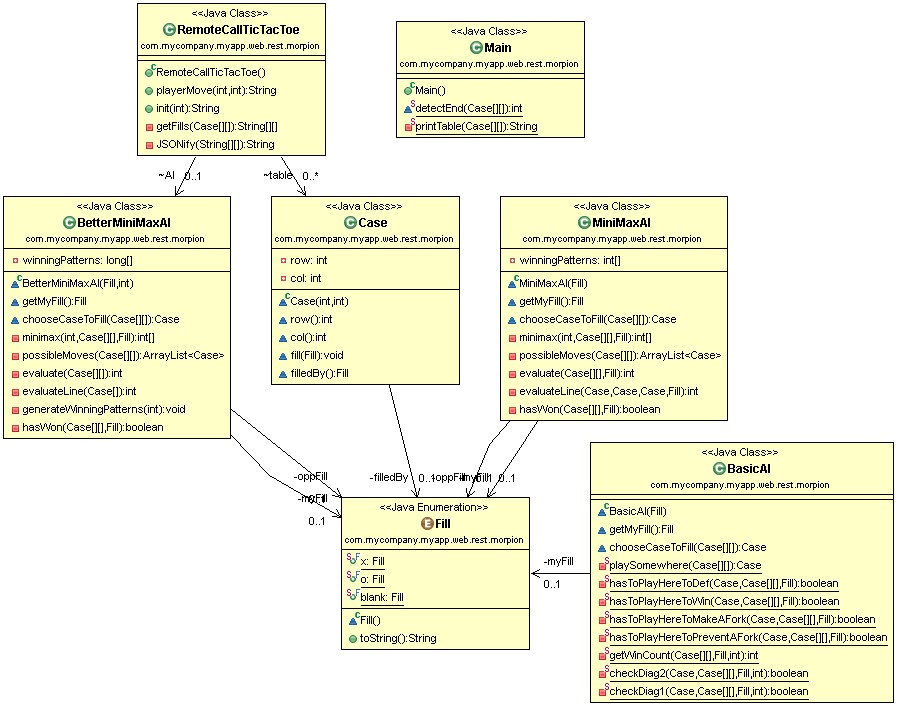 <<Java Class>>
RemoteCallTicTacToe
com.mycompany.myapp.web.rest.morpion
RemoteCallTicTacToe()
playerMove(int,int):String
init(int):String
getFills(Case[][]):String[][]
JSONify(String[][]):String
<<Java Class>>
Main
com.mycompany.myapp.web.rest.morpion
Main()
detectEnd(Case[][]):int
printTable(Case[][]):String
~AI 0..1
~table 0..*
<<Java Class>>
BetterMiniMaxAI
com.mycompany.myapp.web.rest.morpion
winningPatterns: long[]
BetterMiniMaxAI(Fill,int)
getMyFill():Fill
chooseCaseToFill(Case[][]):Case
minimax(int,Case[][],Fill):int[]
possibleMoves(Case[][]):ArrayList<Case>
evaluate(Case[][]):int
evaluateLine(Case[]):int
generateWinningPatterns(int):void
hasWon(Case[][],Fill):boolean
<<Java Class>>
Case
com.mycompany.myapp.web.rest.morpion
row: int
col: int
Case(int,int)
row():int
col():int
fill(Fill):void
filledBy():Fill
<<Java Class>>
MiniMaxAI
com.mycompany.myapp.web.rest.morpion
winningPatterns: int[]
MiniMaxAI(Fill)
getMyFill():Fill
chooseCaseToFill(Case[][]):Case
minimax(int,Case[][],Fill):int[]
possibleMoves(Case[][]):ArrayList<Case>
evaluate(Case[][],Fill):int
evaluateLine(Case,Case,Case,Fill):int
hasWon(Case[][],Fill):boolean
-oppFill
-myFill
0..1
-filledBy 0..1
-oppFill
-myFill
0..1
<<Java Enumeration>>
Fill
com.mycompany.myapp.web.rest.morpion
x: Fill
o: Fill
blank: Fill
Fill()
toString():String
-myFill
0..1
<<Java Class>>
BasicAI
com.mycompany.myapp.web.rest.morpion
BasicAI(Fill)
getMyFill():Fill
chooseCaseToFill(Case[][]):Case
playSomewhere(Case[][]):Case
hasToPlayHereToDef(Case,Case[][],Fill):boolean
hasToPlayHereToWin(Case,Case[][],Fill):boolean
hasToPlayHereToMakeAFork(Case,Case[][],Fill):boolean
hasToPlayHereToPreventAFork(Case,Case[][],Fill):boolean
getWinCount(Case[][],Fill,int):int
checkDiag2(Case,Case[][],Fill,int):boolean
checkDiag1(Case,Case[][],Fill,int):boolean